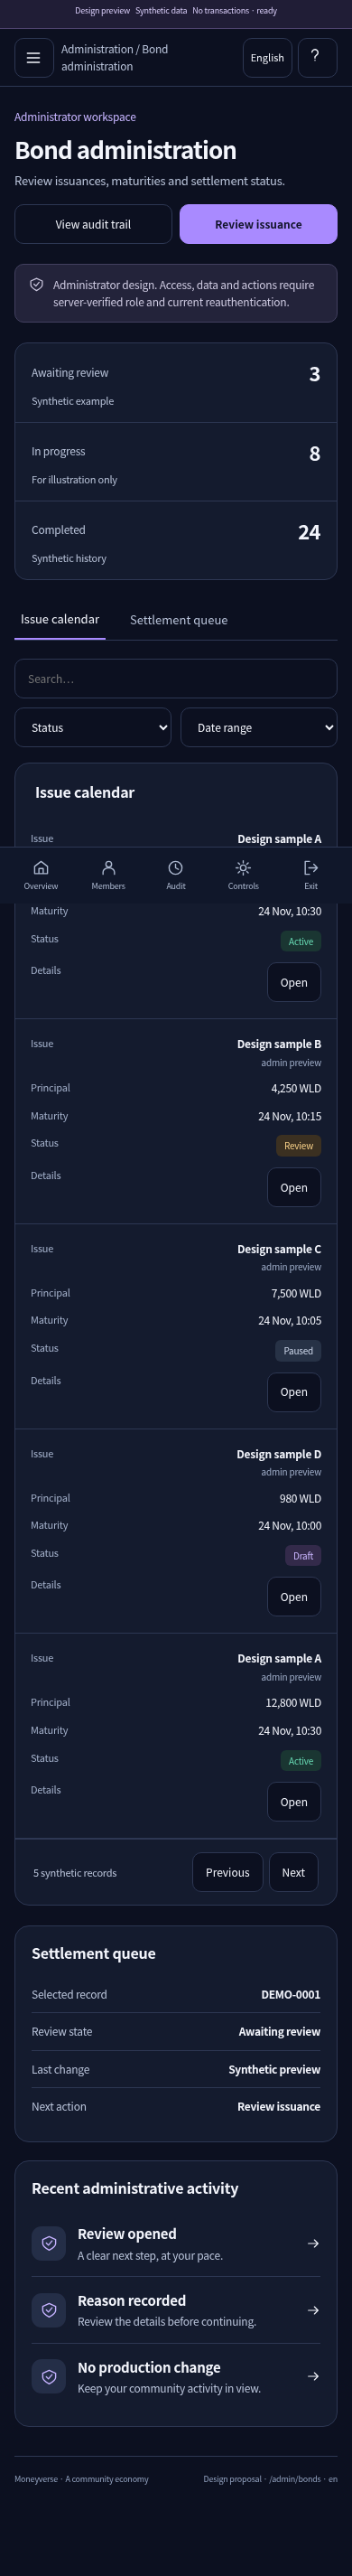 Design preview Synthetic data No transactions · ready
Administration / Bond
administration
English
?
Administrator workspace
Bond administration
Review issuances, maturities and settlement status.
View audit trail
Review issuance
Administrator design. Access, data and actions require
server-verified role and current reauthentication.
Awaiting review
3
Synthetic example
In progress
8
For illustration only
Completed
24
Synthetic history
Issue calendar
Settlement queue
Search…
Status
Date range
Issue calendar
Issue
Design sample A
Overview
Members
Audit
Controls
Exit
Maturity
24 Nov, 10:30
Status
Active
Details
Open
Issue
Design sample B
admin preview
Principal
4,250 WLD
Maturity
24 Nov, 10:15
Status
Review
Details
Open
Issue
Design sample C
admin preview
Principal
7,500 WLD
Maturity
24 Nov, 10:05
Status
Paused
Details
Open
Issue
Design sample D
admin preview
Principal
980 WLD
Maturity
24 Nov, 10:00
Status
Draft
Details
Open
Issue
Design sample A
admin preview
Principal
12,800 WLD
Maturity
24 Nov, 10:30
Status
Active
Details
Open
5 synthetic records
Previous
Next
Settlement queue
Selected record
DEMO-0001
Review state
Awaiting review
Last change
Synthetic preview
Next action
Review issuance
Recent administrative activity
Review opened
A clear next step, at your pace.
Reason recorded
Review the details before continuing.
No production change
Keep your community activity in view.
Moneyverse · A community economy
Design proposal · /admin/bonds · en